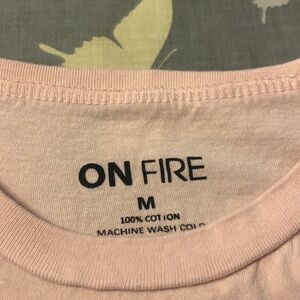 ON FIRE
M
100% COTTON
MACHINE WASH COLD